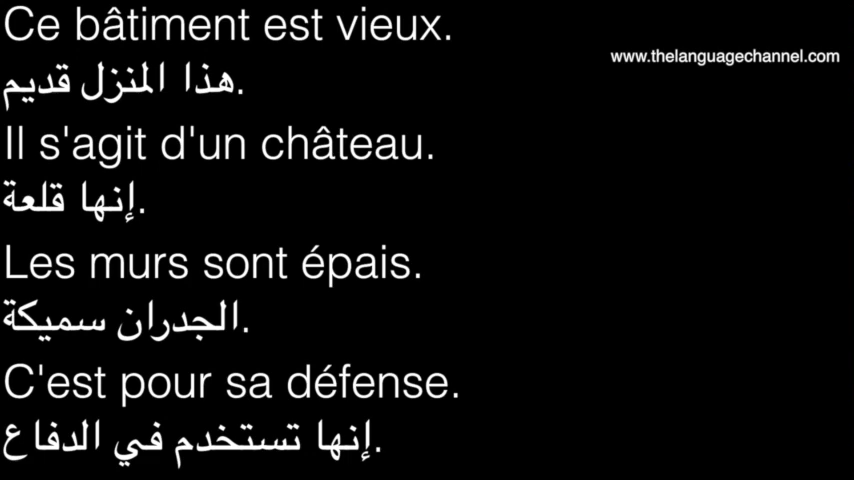 Ce bâtiment est vieux.
www.thelanguagechannel.com
هذا المنزل قديم.
Il s'agit d'un château.
إنها قلعة.
Les murs sont épais.
الجدران سميكة.
C'est pour sa défense.
إنها تستخدم في الدفاع.